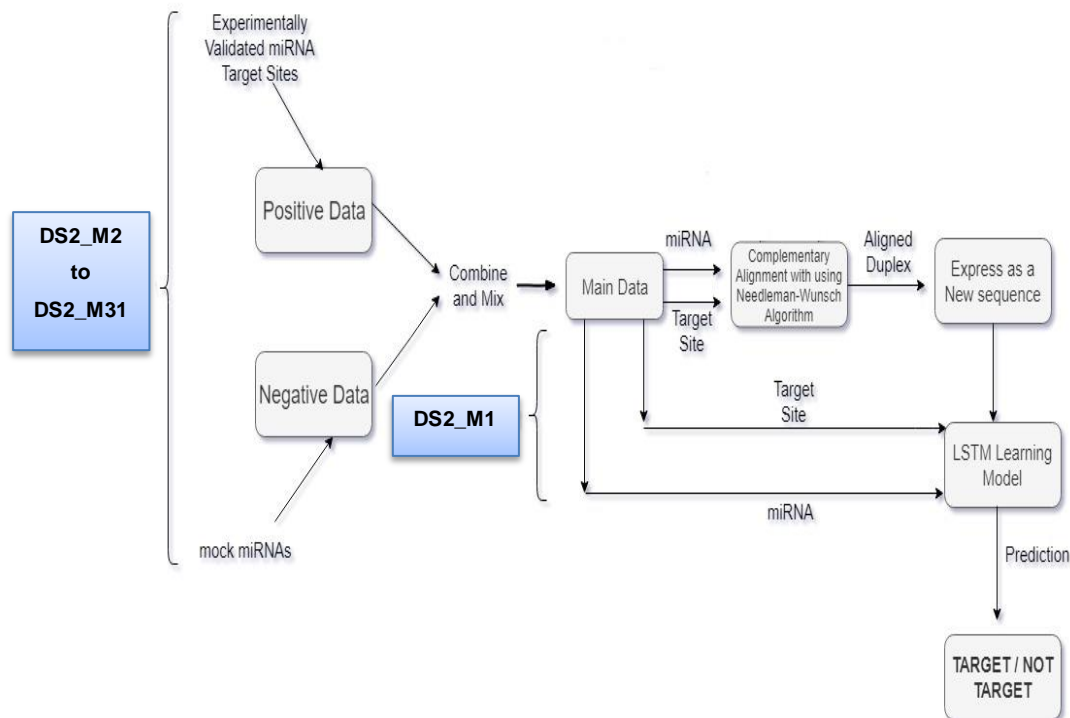 Experimentally
Validated miRNA
Target Sites
Positive Data
DS2_M2
to
DS2_M31
Combine
and Mix
Negative Data
mock miRNAs
Main Data
miRNA
Target
Site
Complementary
Alignment with using
Needleman-Wunsch
Algorithm
Aligned
Duplex
Express as a
New sequence
DS2_M1
Target
Site
miRNA
LSTM Learning
Model
Prediction
TARGET / NOT
TARGET